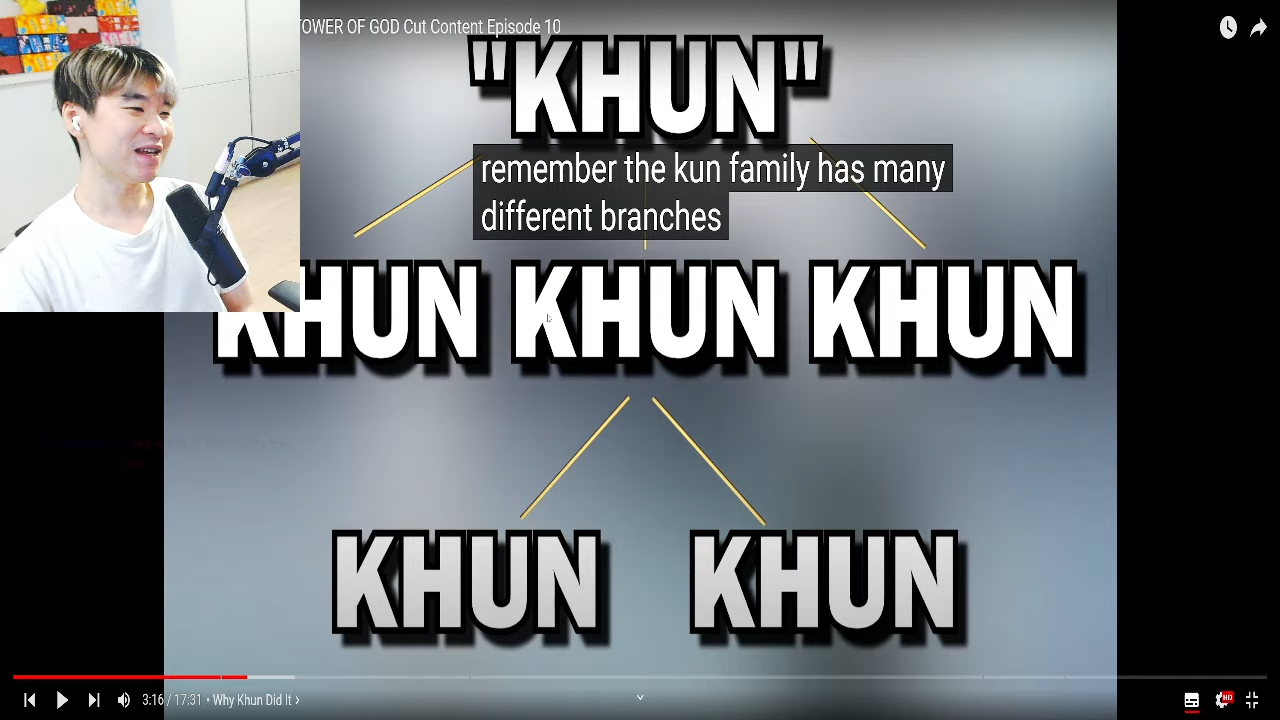 TOWER OF GOD Cut Content Episode 10
"KHUN"
remember the kun family has many
different branches
KHUN KHUN KHUN
KHUN KHUN
3:16 / 17:31 • Why Khun Did It ›
HD